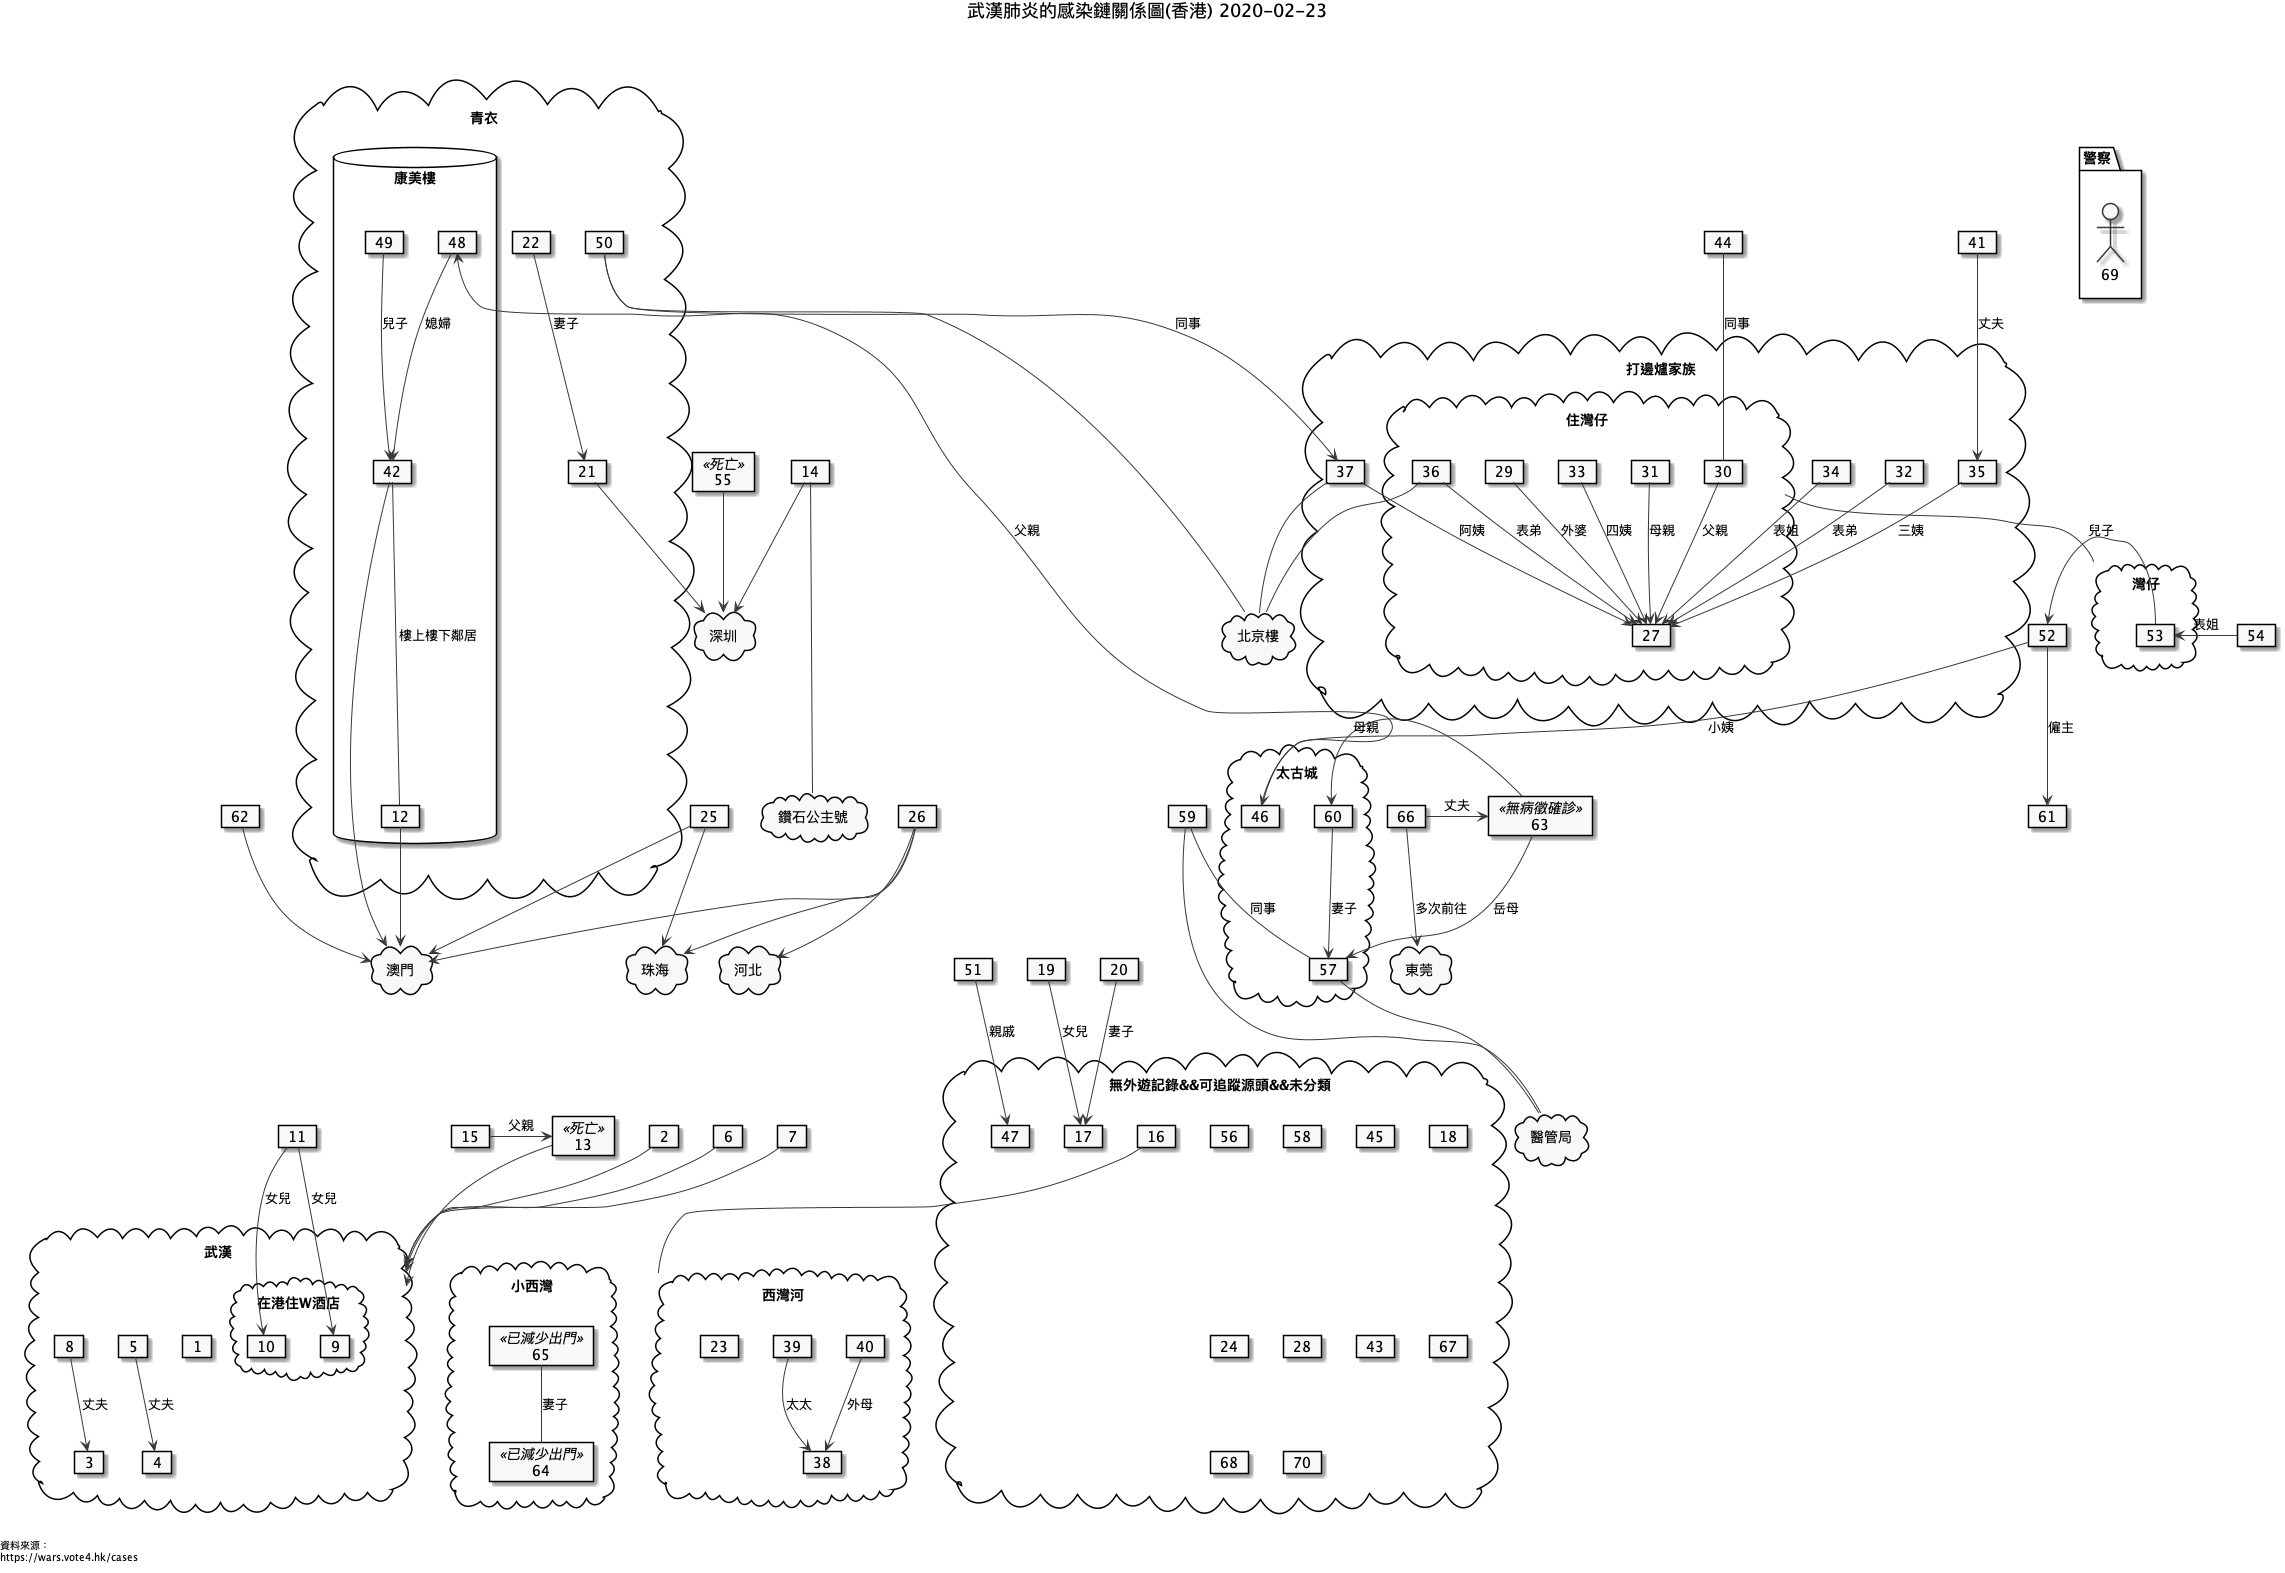 武漢肺炎的感染鏈關係圖(香港) 2020-02-23
青衣
康美樓
警察
69
49
48
22
50
44
41
兒子
媳婦
妻子
同事
同事
丈夫
打邊爐家族
住灣仔
42
21
«死亡»
55
14
37
36
29
33
31
30
34
32
35
父親
阿姨
表弟
外婆
四姨
母親
父親
表姐
表弟
三姨
兒子
灣仔
樓上樓下鄰居
深圳
北京樓
27
52
53
表姐
54
母親
小姨
僱主
太古城
62
12
25
鑽石公主號
26
59
46
60
66
丈夫
«無病徵確診»
63
61
同事
妻子
多次前往
岳母
澳門
珠海
河北
51
19
20
57
東莞
親戚
女兒
妻子
無外遊記錄&&可追蹤源頭&&未分類
11
15
父親
«死亡»
13
2
6
7
47
17
16
56
58
45
18
醫管局
女兒
女兒
武漢
在港住W酒店
小西灣
西灣河
8
5
1
10
9
«已減少出門»
65
23
39
40
24
28
43
67
丈夫
丈夫
妻子
太太
外母
3
4
«已減少出門»
64
38
68
70
資料來源：
https://wars.vote4.hk/cases